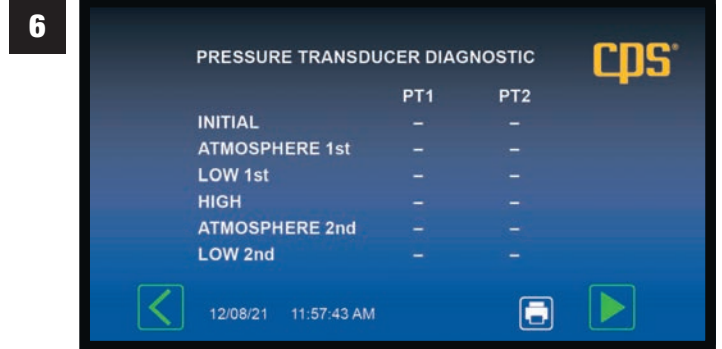 6
PRESSURE TRANSDUCER DIAGNOSTIC
cps®
PT1 PT2
INITIAL – –
ATMOSPHERE 1st – –
LOW 1st – –
HIGH – –
ATMOSPHERE 2nd – –
LOW 2nd – –
12/08/21 11:57:43 AM